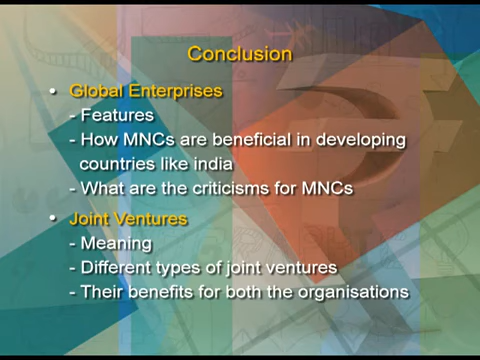 Conclusion
• Global Enterprises
- Features
- How MNCs are beneficial in developing
countries like india
- What are the criticisms for MNCs
• Joint Ventures
- Meaning
- Different types of joint ventures
- Their benefits for both the organisations